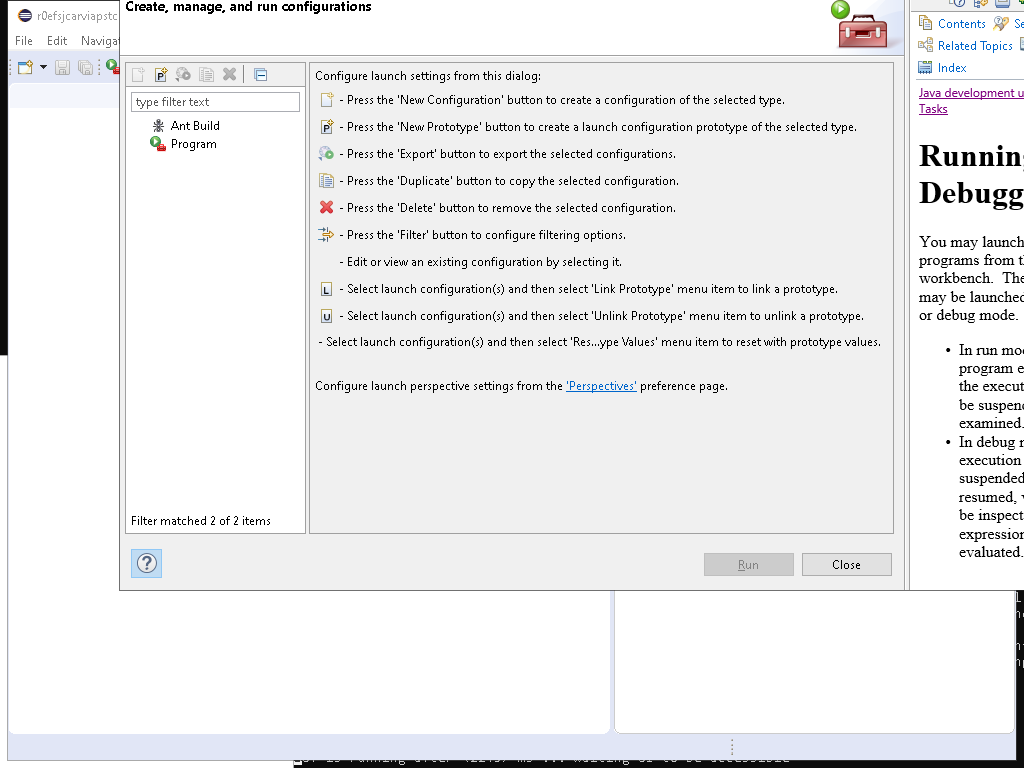 Create, manage, and run configurations
r0efsjcarviapstc
File Edit Naviga
type filter text
Ant Build
Program
Filter matched 2 of 2 items
Configure launch settings from this dialog:
- Press the 'New Configuration' button to create a configuration of the selected type.
- Press the 'New Prototype' button to create a launch configuration prototype of the selected type.
- Press the 'Export' button to export the selected configurations.
- Press the 'Duplicate' button to copy the selected configuration.
- Press the 'Delete' button to remove the selected configuration.
- Press the 'Filter' button to configure filtering options.
- Edit or view an existing configuration by selecting it.
L - Select launch configuration(s) and then select 'Link Prototype' menu item to link a prototype.
U - Select launch configuration(s) and then select 'Unlink Prototype' menu item to unlink a prototype.
- Select launch configuration(s) and then select 'Res...ype Values' menu item to reset with prototype values.
Configure launch perspective settings from the 'Perspectives' preference page.
Run Close
Contents Se
Related Topics
Index
Java development u
Tasks
Running
Debugg
You may launch
programs from th
workbench. The
may be launched
or debug mode.
• In run mod
program e
the execut
be suspend
examined.
• In debug m
execution
suspended
resumed, v
be inspect
expression
evaluated.